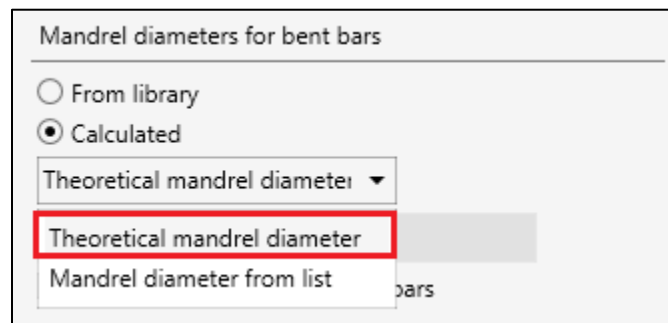 Mandrel diameters for bent bars
From library
Calculated
Theoretical mandrel diameter
Theoretical mandrel diameter
Mandrel diameter from list
bars